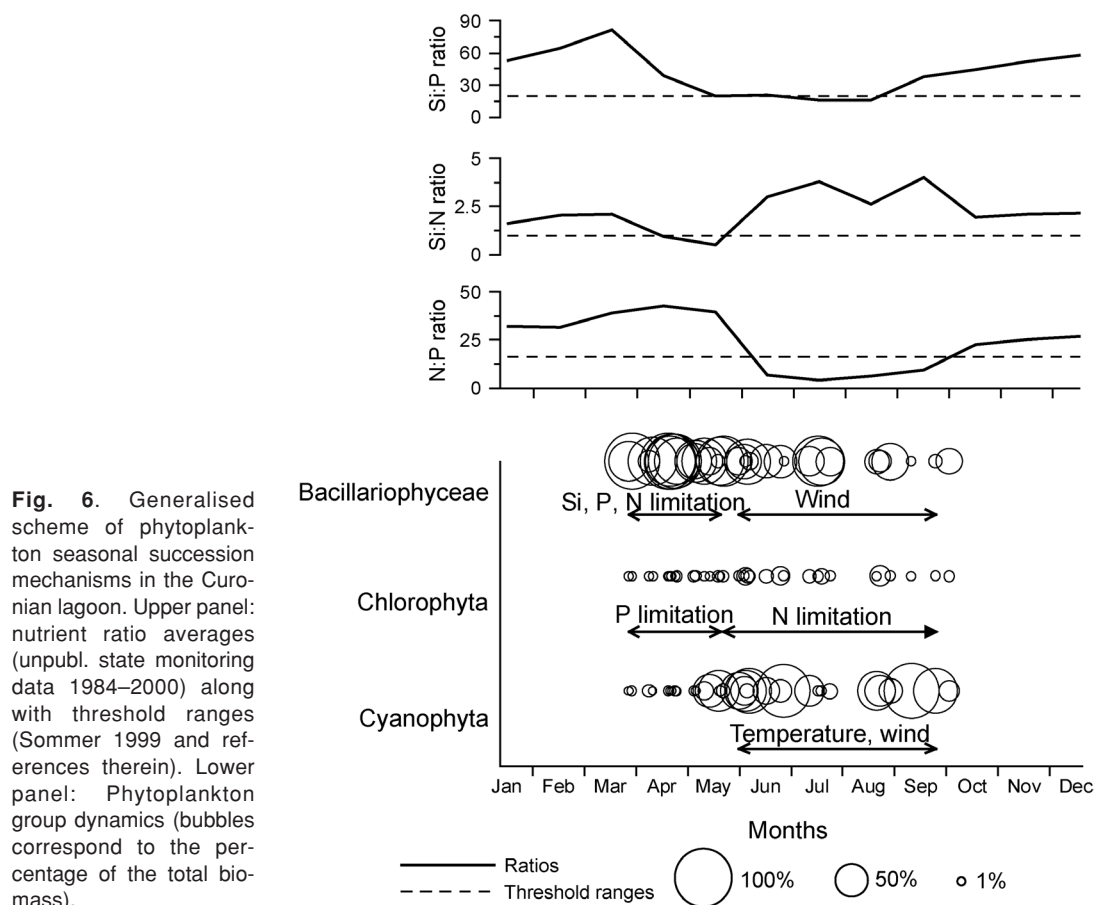 90
60
30
0
Si:P ratio
5
2.5
0
Si:N ratio
50
25
0
N:P ratio
Bacillariophyceae
Si, P, N limitation
Wind
Chlorophyta
P limitation
N limitation
Cyanophyta
Temperature, wind
Jan Feb Mar Apr May Jun Jul Aug Sep Oct Nov Dec
Months
Ratios
Threshold ranges
100%
50%
1%
Fig. 6. Generalised
scheme of phytoplank-
ton seasonal succession
mechanisms in the Curo-
nian lagoon. Upper panel:
nutrient ratio averages
(unpubl. state monitoring
data 1984–2000) along
with threshold ranges
(Sommer 1999 and ref-
erences therein). Lower
panel: Phytoplankton
group dynamics (bubbles
correspond to the per-
centage of the total bio-
mass).